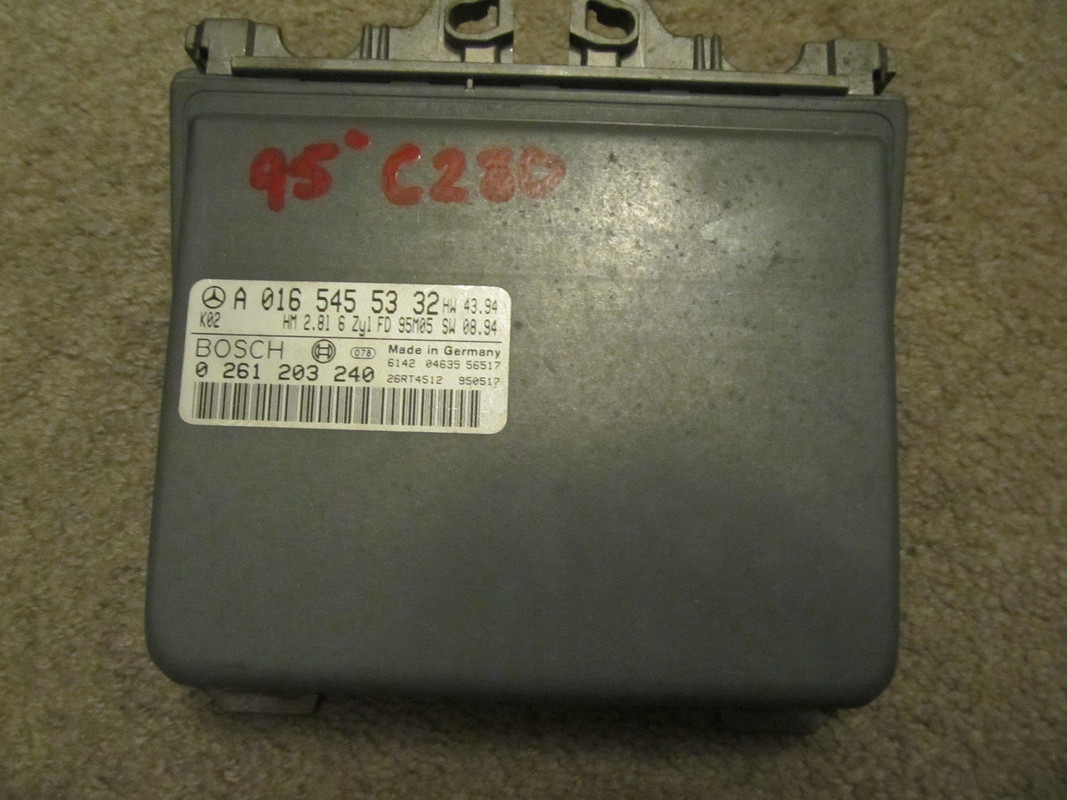 95' C280
A 016 545 53 32 HW 43.94
K02 HM 2.8l 6 Zyl FD 95M05 SW 08.94
BOSCH 078 Made in Germany
6142 04635 56517
0 261 203 240 26RT4512 950517